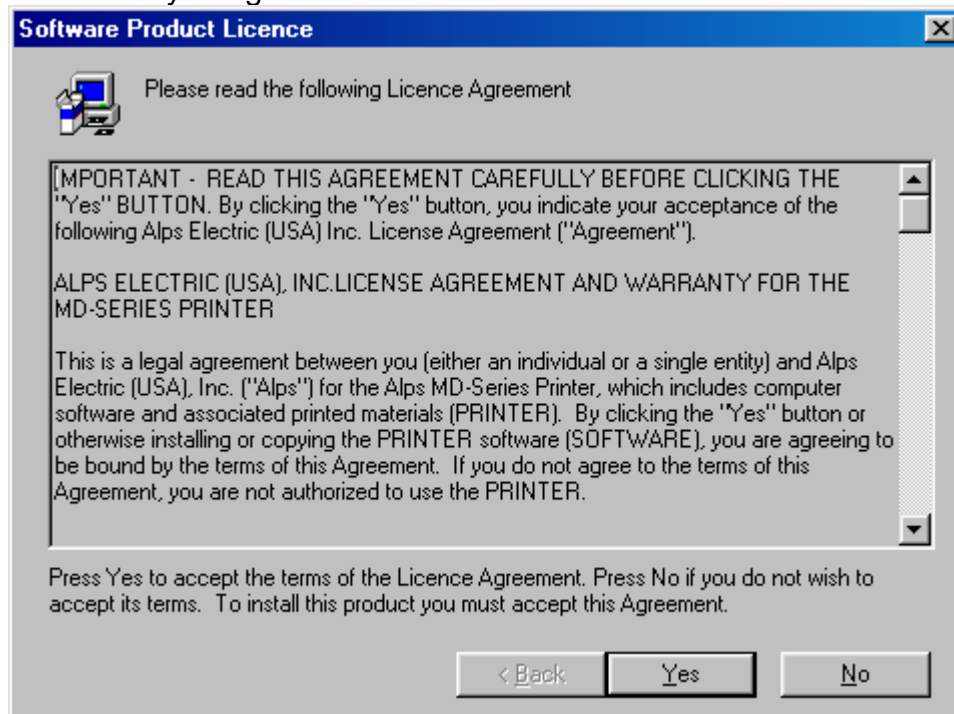 Software Product Licence
Please read the following Licence Agreement
[MPORTANT - READ THIS AGREEMENT CAREFULLY BEFORE CLICKING THE
"Yes" BUTTON. By clicking the "Yes" button, you indicate your acceptance of the
following Alps Electric (USA) Inc. License Agreement ("Agreement").
ALPS ELECTRIC (USA), INC.LICENSE AGREEMENT AND WARRANTY FOR THE
MD-SERIES PRINTER
This is a legal agreement between you (either an individual or a single entity) and Alps
Electric (USA), Inc. ("Alps") for the Alps MD-Series Printer, which includes computer
software and associated printed materials (PRINTER).  By clicking the "Yes" button or
otherwise installing or copying the PRINTER software (SOFTWARE), you are agreeing to
be bound by the terms of this Agreement.  If you do not agree to the terms of this
Agreement, you are not authorized to use the PRINTER.
Press Yes to accept the terms of the Licence Agreement. Press No if you do not wish to
accept its terms.  To install this product you must accept this Agreement.
< Back
Yes
No